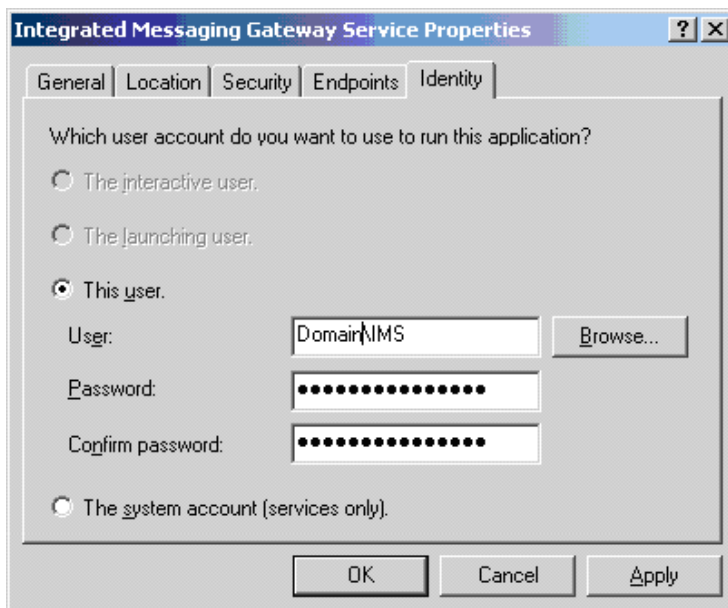 Integrated Messaging Gateway Service Properties
General Location Security Endpoints Identity
Which user account do you want to use to run this application?
The interactive user.
The launching user.
This user.
User: Domain\IMS Browse...
Password: ●●●●●●●●●●●●●●●
Confirm password: ●●●●●●●●●●●●●●●
The system account (services only).
OK Cancel Apply